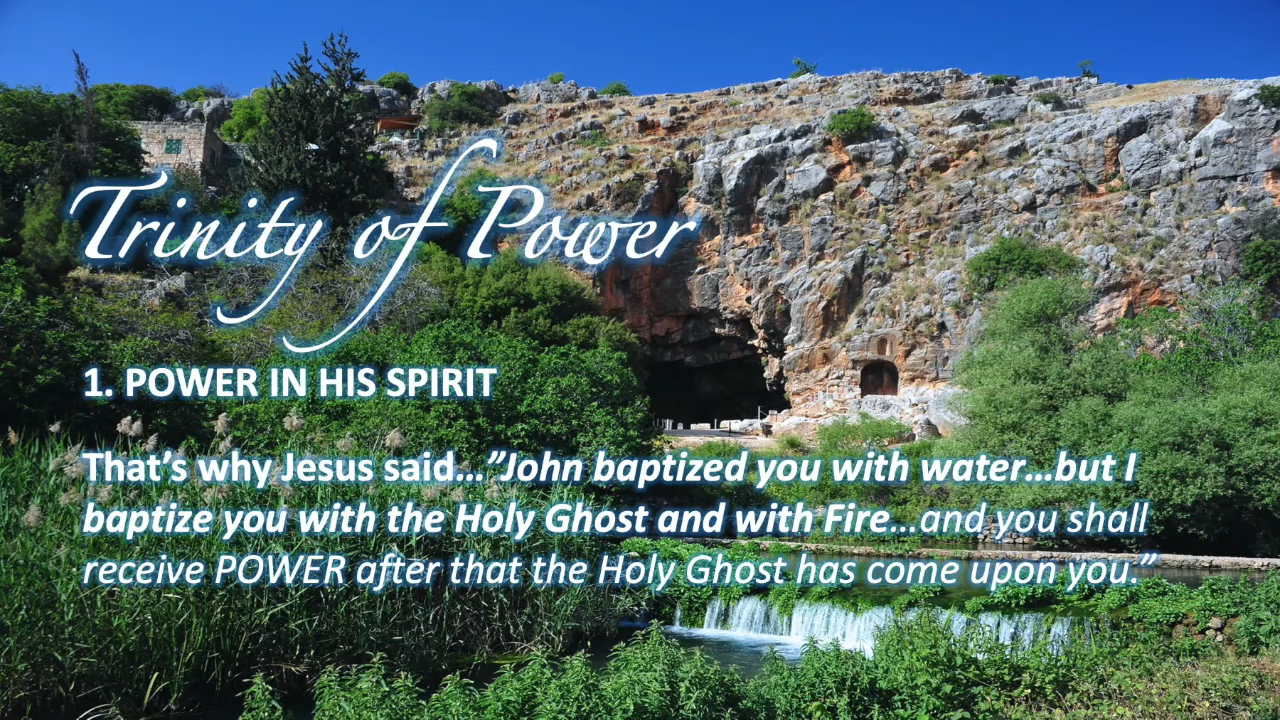 Trinity of Power
1. POWER IN HIS SPIRIT
That’s why Jesus said…”John baptized you with water…but I
baptize you with the Holy Ghost and with Fire…and you shall
receive POWER after that the Holy Ghost has come upon you.”